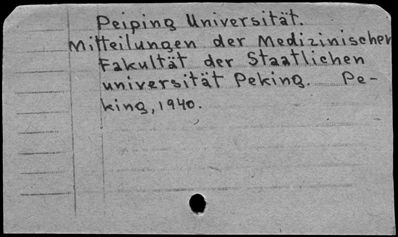 Peiping Universität.
Mitteilungen der Medizinischen
Fakultät der Staatlichen
universität Peking. Pe-
king, 1940.